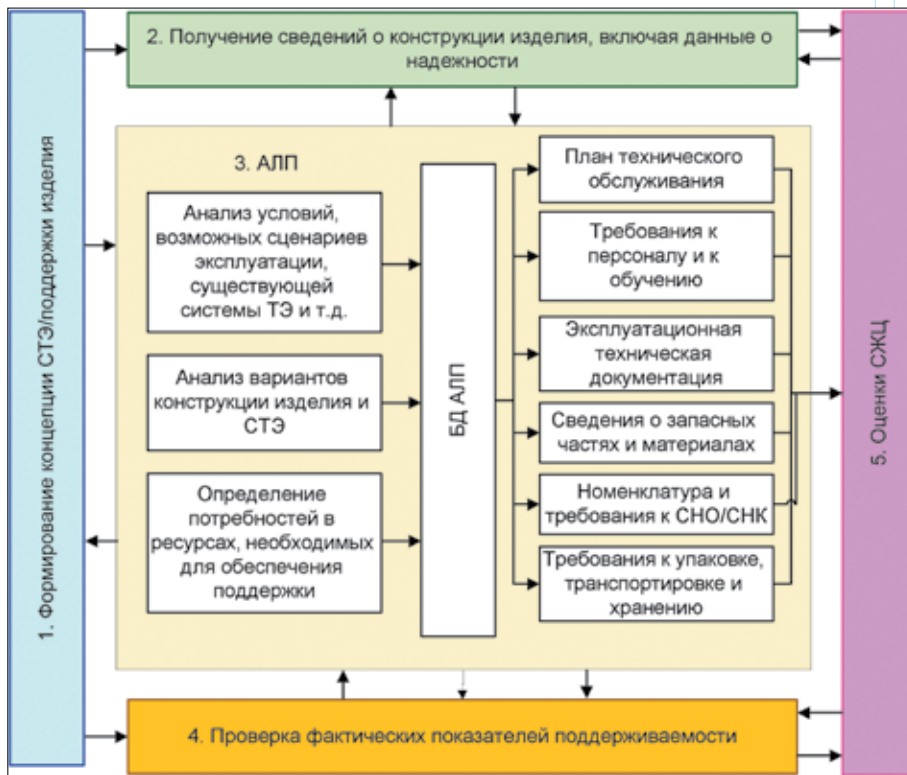 1. Формирование концепции СТЭ/поддержки изделия
2. Получение сведений о конструкции изделия, включая данные о
надежности
3. АЛП
Анализ условий,
возможных сценариев
эксплуатации,
существующей
системы ТЭ и т.д.
Анализ вариантов
конструкции изделия и
СТЭ
Определение
потребностей в
ресурсах, необходимых
для обеспечения
поддержки
БД АЛП
План технического
обслуживания
Требования к
персоналу и к
обучению
Эксплуатационная
техническая
документация
Сведения о запасных
частях и материалах
Номенклатура и
требования к СНО/СНК
Требования к упаковке,
транспортировке и
хранению
4. Проверка фактических показателей поддерживаемости
5. Оценки СЖЦ